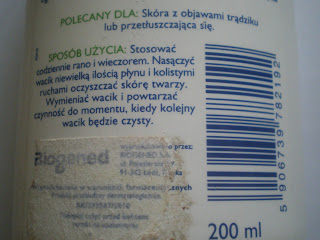 POLECANY DLA: Skóra z objawami trądziku
lub przetłuszczająca się.
SPOSÓB UŻYCIA: Stosować
codziennie rano i wieczorem. Nasączyć
wacik niewielką ilością płynu i kolistymi
ruchami oczyszczać skórę twarzy.
Wymieniać wacik i powtarzać
czynność do momentu, kiedy kolejny
wacik będzie czysty.
Biogened
przez:
BIOGENED S.A.
200 ml
5 906739 782192